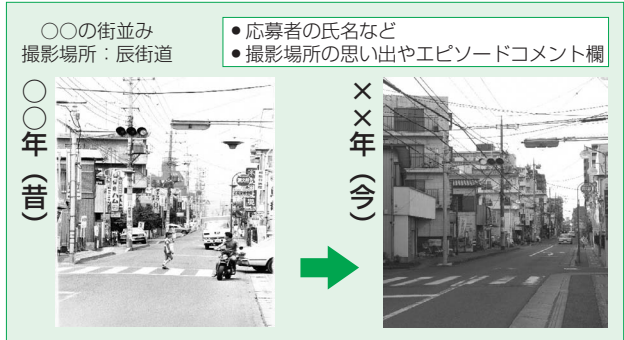 ○○の街並み
撮影場所：辰街道
●応募者の氏名など
●撮影場所の思い出やエピソードコメント欄
○○年（昔）
××年（今）